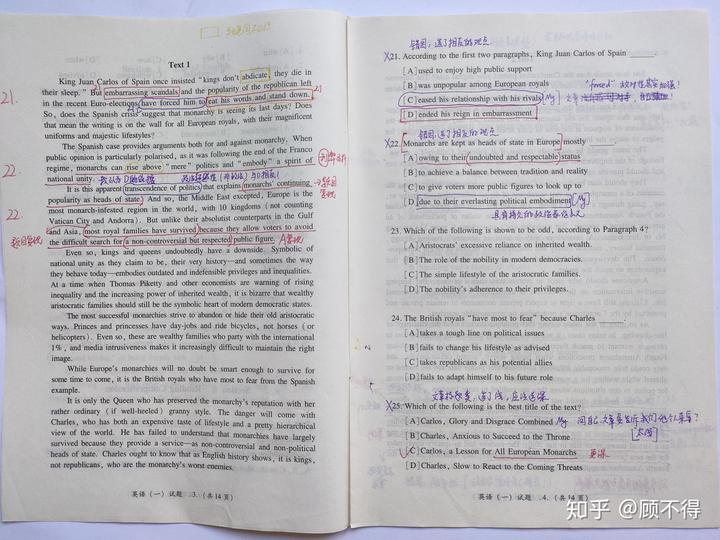 Text 1
King Juan Carlos of Spain once insisted "kings don't abdicate, they die in
their sleep." But embarrassing scandals and the popularity of the republican left
21.
in the recent Euro-elections have forced him to eat his words and stand down.
So, does the Spanish crisis suggest that monarchy is seeing its last days? Does
that mean the writing is on the wall for all European royals, with their magnificent
uniforms and majestic lifestyles?
The Spanish case provides arguments both for and against monarchy. When
public opinion is particularly polarised, as it was following the end of the Franco
regime, monarchs can rise above "mere" politics and "embody" a spirit of
22.
national unity.
It is this apparent transcendence of politics that explains monarchs' continuing
popularity as heads of state. And so, the Middle East excepted, Europe is the
most monarch-infested region in the world, with 10 kingdoms (not counting
Vatican City and Andorra). But unlike their absolutist counterparts in the Gulf
22.
and Asia, most royal families have survived because they allow voters to avoid
the difficult search for a non-controversial but respected public figure.
Even so, kings and queens undoubtedly have a downside. Symbolic of
national unity as they claim to be, their very history—and sometimes the way
they behave today—embodies outdated and indefensible privileges and inequalities.
At a time when Thomas Piketty and other economists are warning of rising
inequality and the increasing power of inherited wealth, it is bizarre that wealthy
aristocratic families should still be the symbolic heart of modern democratic states.
The most successful monarchies strive to abandon or hide their old aristocratic
ways. Princes and princesses have day-jobs and ride bicycles, not horses (or
helicopters). Even so, these are wealthy families who party with the international
1%, and media intrusiveness makes it increasingly difficult to maintain the right
image.
While Europe's monarchies will no doubt be smart enough to survive for
some time to come, it is the British royals who have most to fear from the Spanish
example.
It is only the Queen who has preserved the monarchy's reputation with her
rather ordinary (if well-heeled) granny style. The danger will come with
Charles, who has both an expensive taste of lifestyle and a pretty hierarchical
view of the world. He has failed to understand that monarchies have largely
survived because they provide a service—as non-controversial and non-political
heads of state. Charles ought to know that as English history shows, it is kings,
not republicans, who are the monarchy's worst enemies.
英语（一）试题 .3.（共14页）
错因：选了相反的观点
X21. According to the first two paragraphs, King Juan Carlos of Spain ______.
[A] used to enjoy high public support
[B] was unpopular among European royals
"forced"
[C] eased his relationship with his rivals
[D] ended his reign in embarrassment
错因：选了相反的观点
X22. Monarchs are kept as heads of state in Europe mostly
[A] owing to their undoubted and respectable status
[B] to achieve a balance between tradition and reality
[C] to give voters more public figures to look up to
[D] due to their everlasting political embodiment
23. Which of the following is shown to be odd, according to Paragraph 4?
[A] Aristocrats' excessive reliance on inherited wealth.
[B] The role of the nobility in modern democracies.
[C] The simple lifestyle of the aristocratic families.
[D] The nobility's adherence to their privileges.
24. The British royals "have most to fear" because Charles ______.
[A] takes a tough line on political issues
[B] fails to change his lifestyle as advised
[C] takes republicans as his potential allies
[D] fails to adapt himself to his future role
X25. Which of the following is the best title of the text?
[A] Carlos, Glory and Disgrace Combined
[B] Charles, Anxious to Succeed to the Throne
[C] Carlos, a Lesson for All European Monarchs
[D] Charles, Slow to React to the Coming Threats
英语（一）试题 .4.（共14页）
知乎 @顾不得